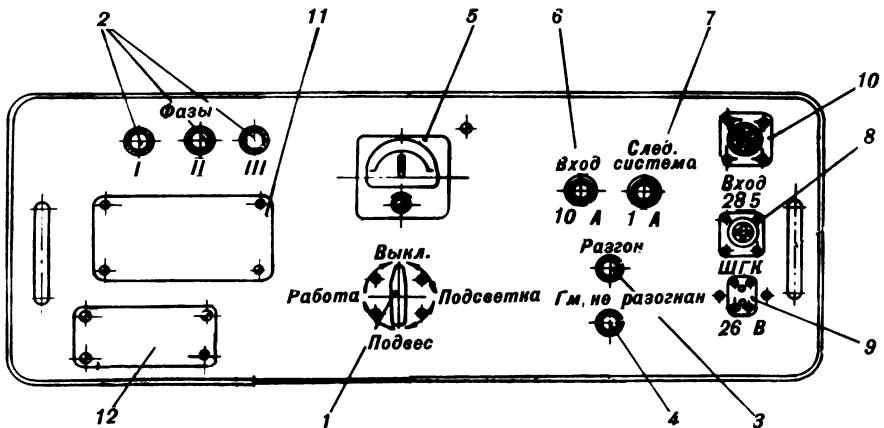 2
11
5
6
7
Фазы
I
II
III
10
След.
Вход
система
10 А
1 А
Вход
28 5
8
Выкл.
Разгон
ШГК
Работа
Подсветка
Гм, не разогнан
Подвес
26 В
9
12
1
4
3